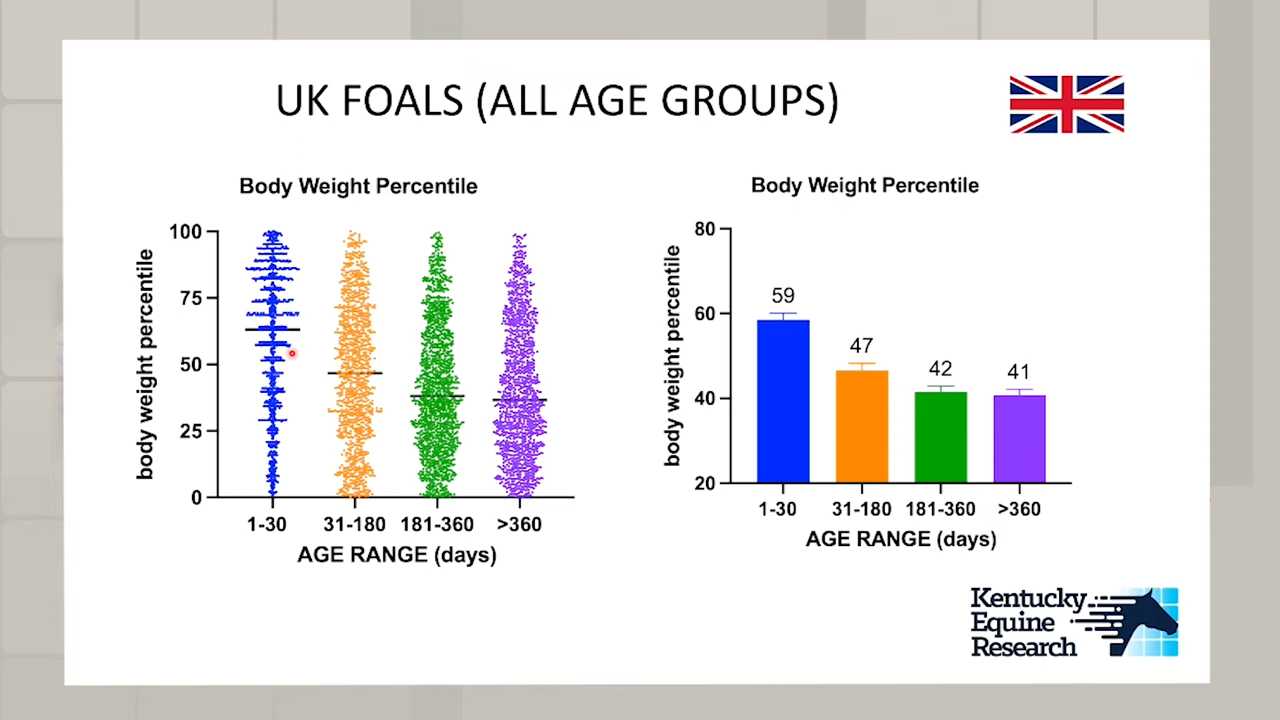 UK FOALS (ALL AGE GROUPS)
Body Weight Percentile
body weight percentile
100
75
50
25
0
1-30
31-180
181-360
>360
AGE RANGE (days)
Body Weight Percentile
body weight percentile
80
60
40
20
59
47
42
41
1-30
31-180
181-360
>360
AGE RANGE (days)
Kentucky
Equine
Research